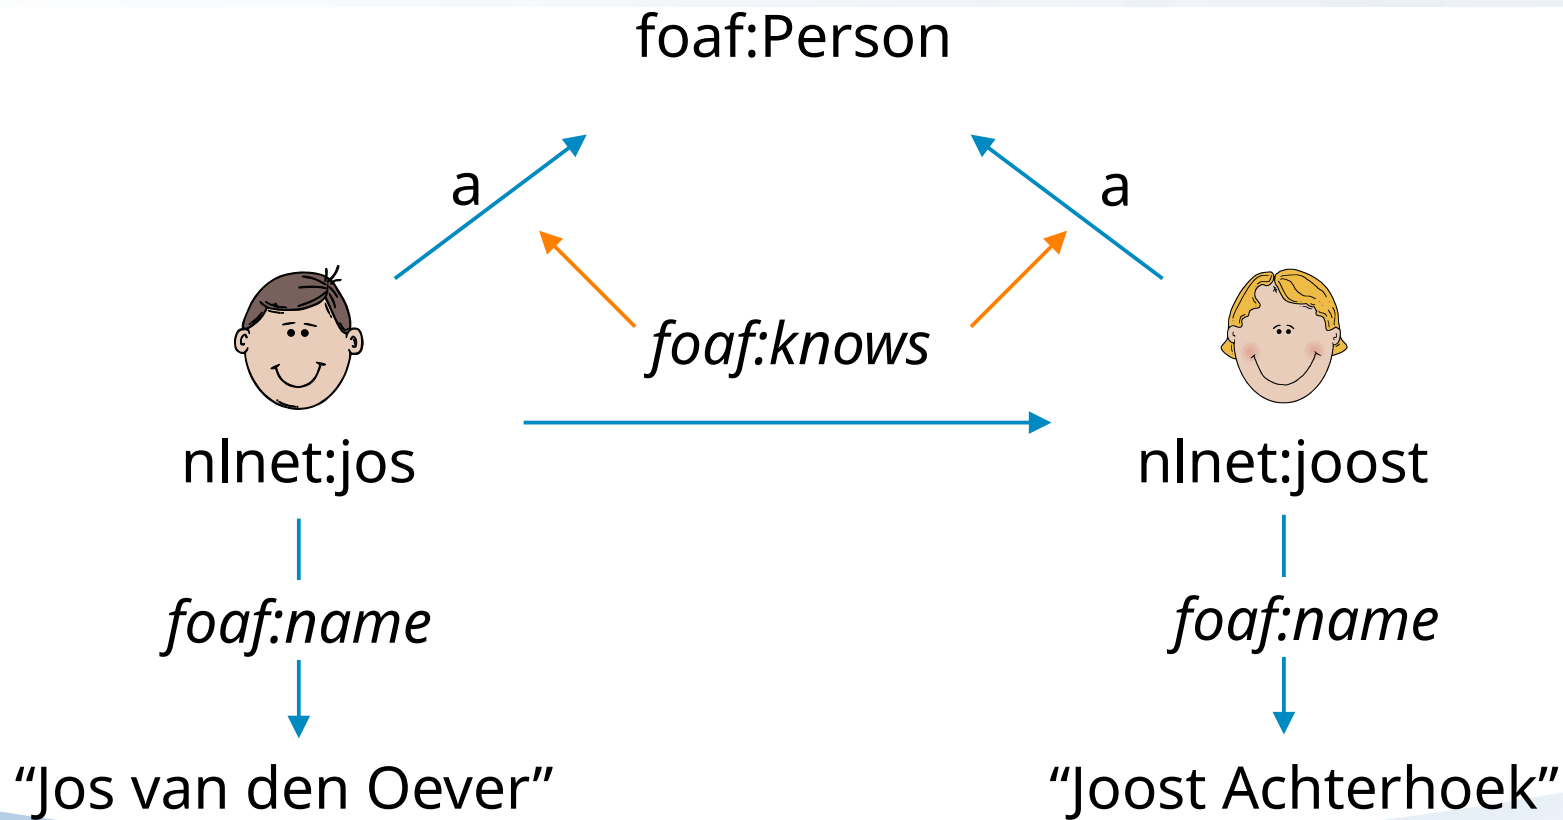 foaf:Person
a
a
foaf:knows
nlnet:jos
nlnet:joost
foaf:name
foaf:name
“Jos van den Oever”
“Joost Achterhoek”